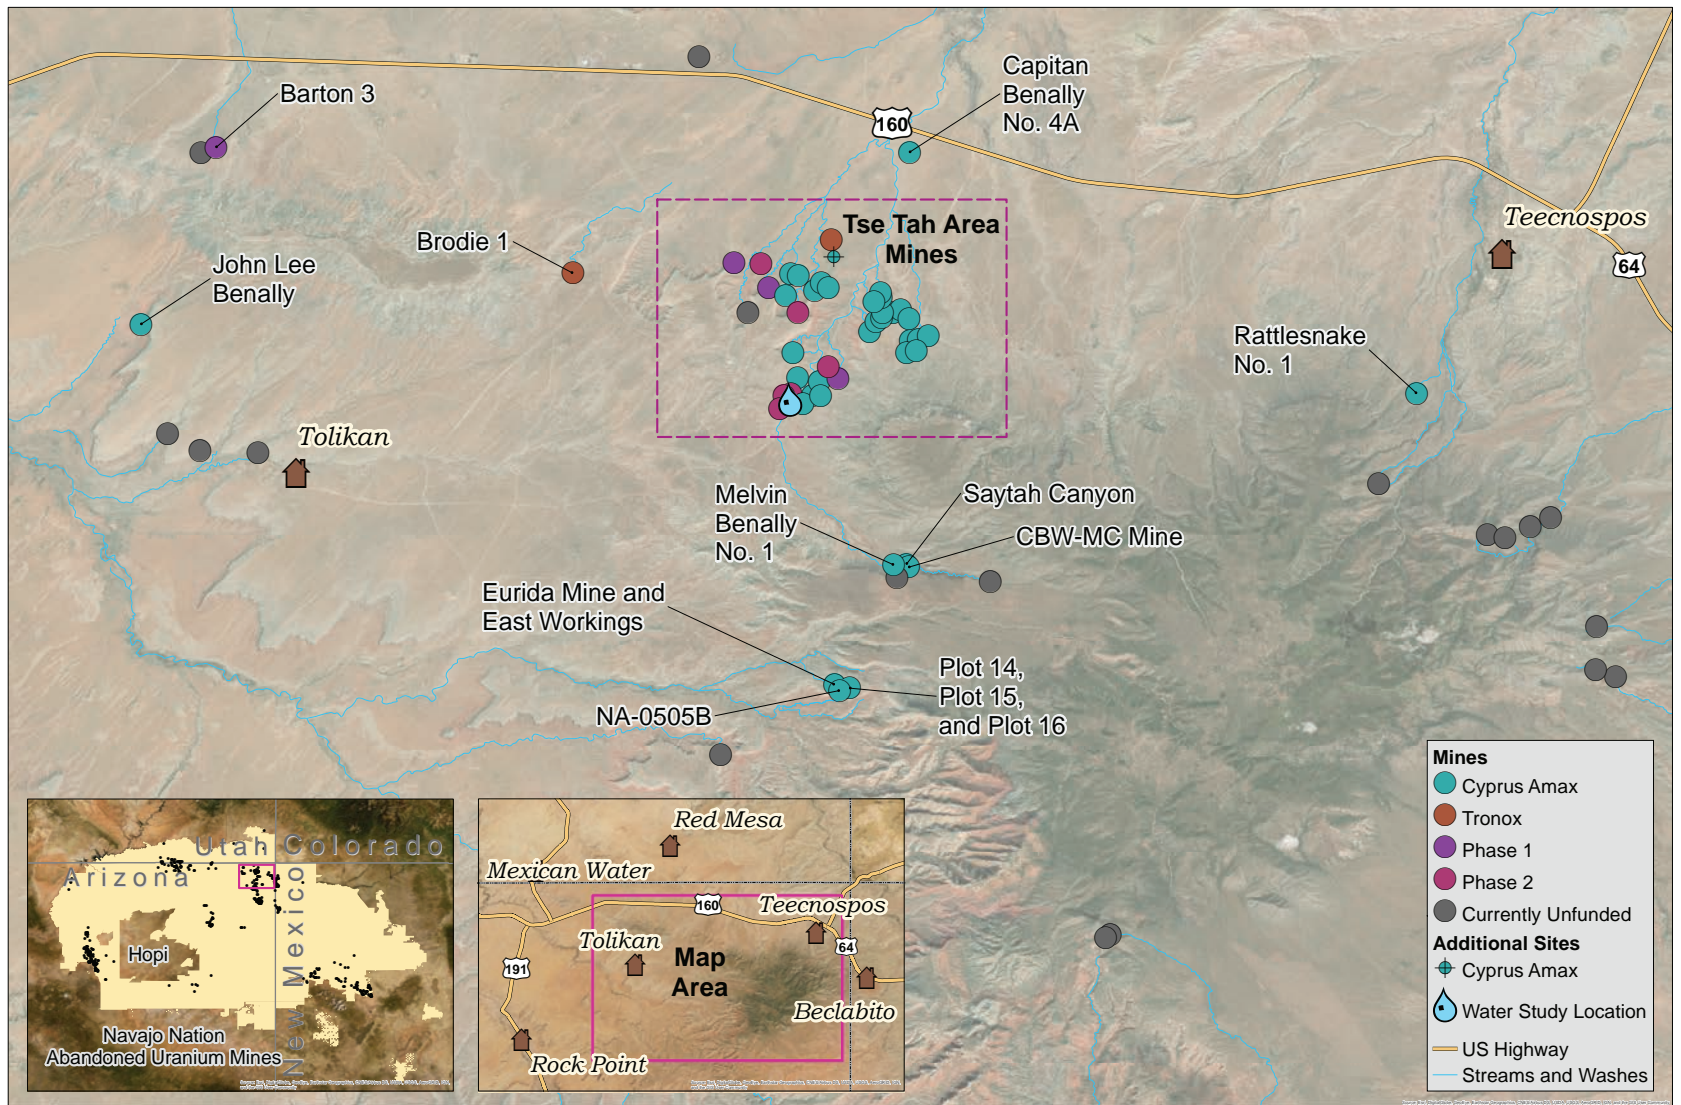 Barton 3
Capitan
Benally
No. 4A
160
Tse Tah Area
Mines
Teecnospos
64
Brodie 1
John Lee
Benally
Rattlesnake
No. 1
Tolikan
Melvin
Benally
No. 1
Saytah Canyon
CBW-MC Mine
Eurida Mine and
East Workings
Plot 14,
Plot 15,
and Plot 16
NA-0505B
Utah
Colorado
Arizona
New Mexico
Hopi
Navajo Nation
Abandoned Uranium Mines
Red Mesa
Mexican Water
160
Teecnospos
Tolikan
64
191
Map
Area
Beclabito
Rock Point
Mines
Cyprus Amax
Tronox
Phase 1
Phase 2
Currently Unfunded
Additional Sites
Cyprus Amax
Water Study Location
US Highway
Streams and Washes